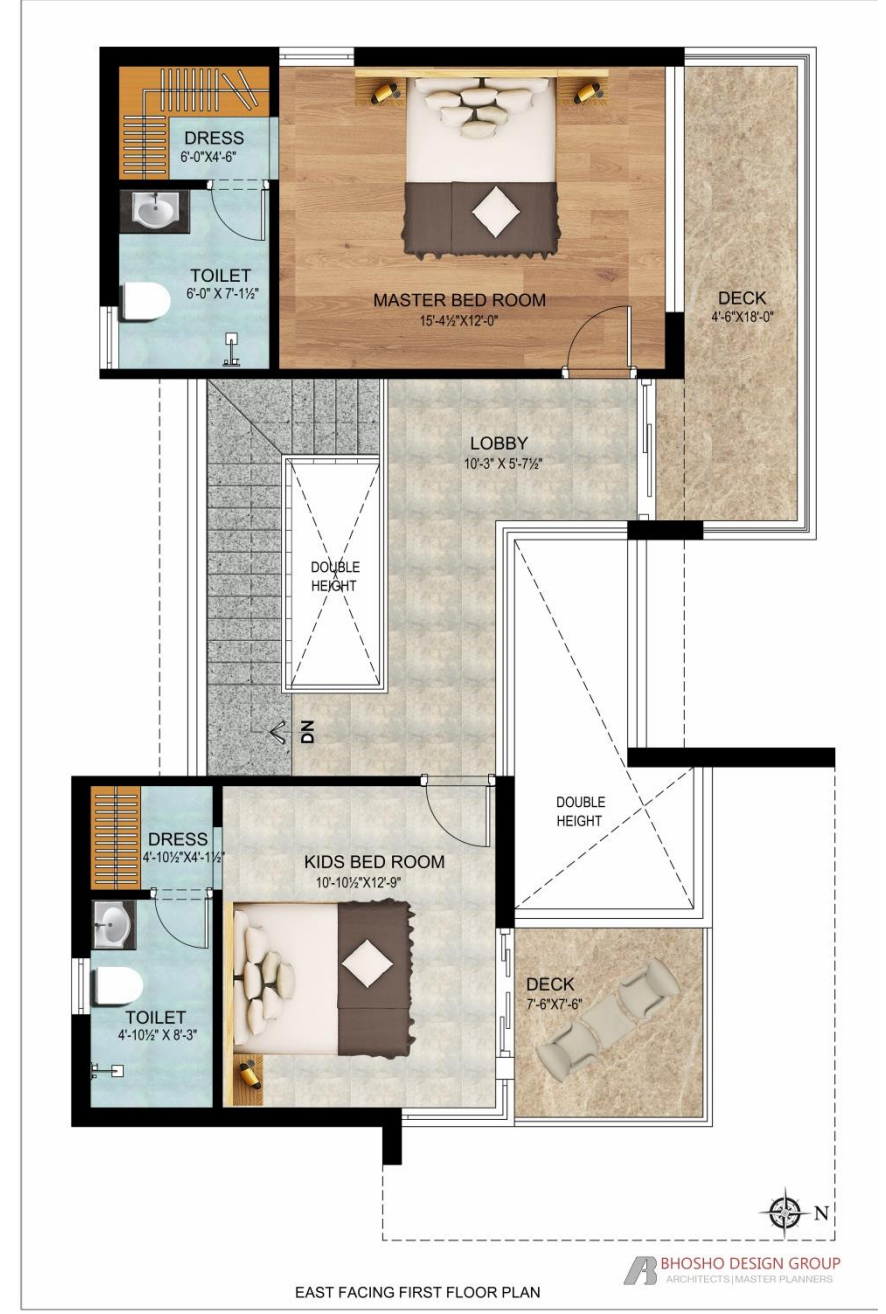 DRESS
6'-0"X4'-6"
TOILET
6'-0" X 7'-1½"
MASTER BED ROOM
15'-4½"X12'-0"
DECK
4'-6"X18'-0"
LOBBY
10'-3" X 5'-7½"
DOUBLE
HEIGHT
DN
DOUBLE
HEIGHT
DRESS
4'-10½"X4'-1½"
KIDS BED ROOM
10'-10½"X12'-9"
TOILET
4'-10½" X 8'-3"
DECK
7'-6"X7'-6"
N
BHOSHO DESIGN GROUP
ARCHITECTS|MASTER PLANNERS
EAST FACING FIRST FLOOR PLAN